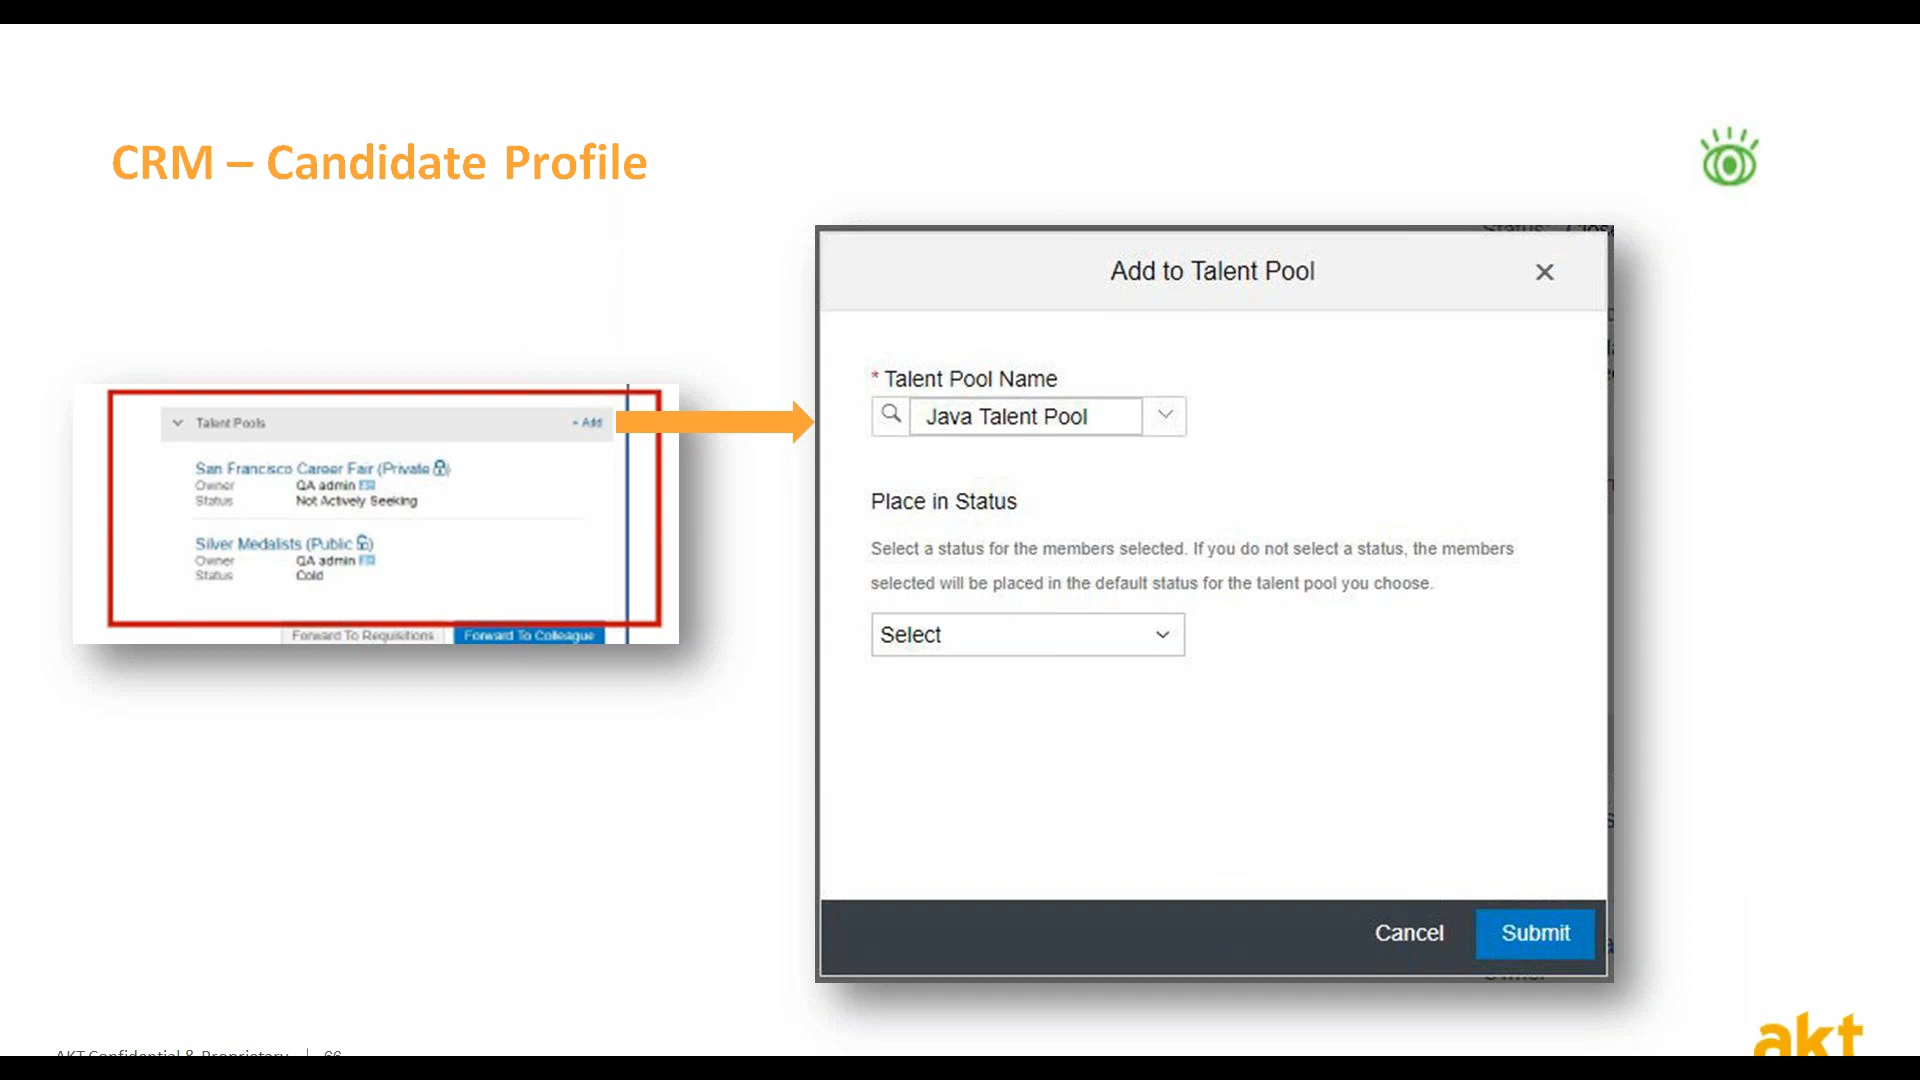 CRM – Candidate Profile
Talent Pools
+ Add
San Francisco Career Fair (Private)
Owner QA admin
Status Not Actively Seeking
Silver Medalists (Public)
Owner QA admin
Status Cold
Forward To Requisitions
Forward To Colleague
Add to Talent Pool
* Talent Pool Name
Java Talent Pool
Place in Status
Select a status for the members selected. If you do not select a status, the members
selected will be placed in the default status for the talent pool you choose.
Select
Cancel
Submit
AKT Confidential & Proprietary | 66
akt